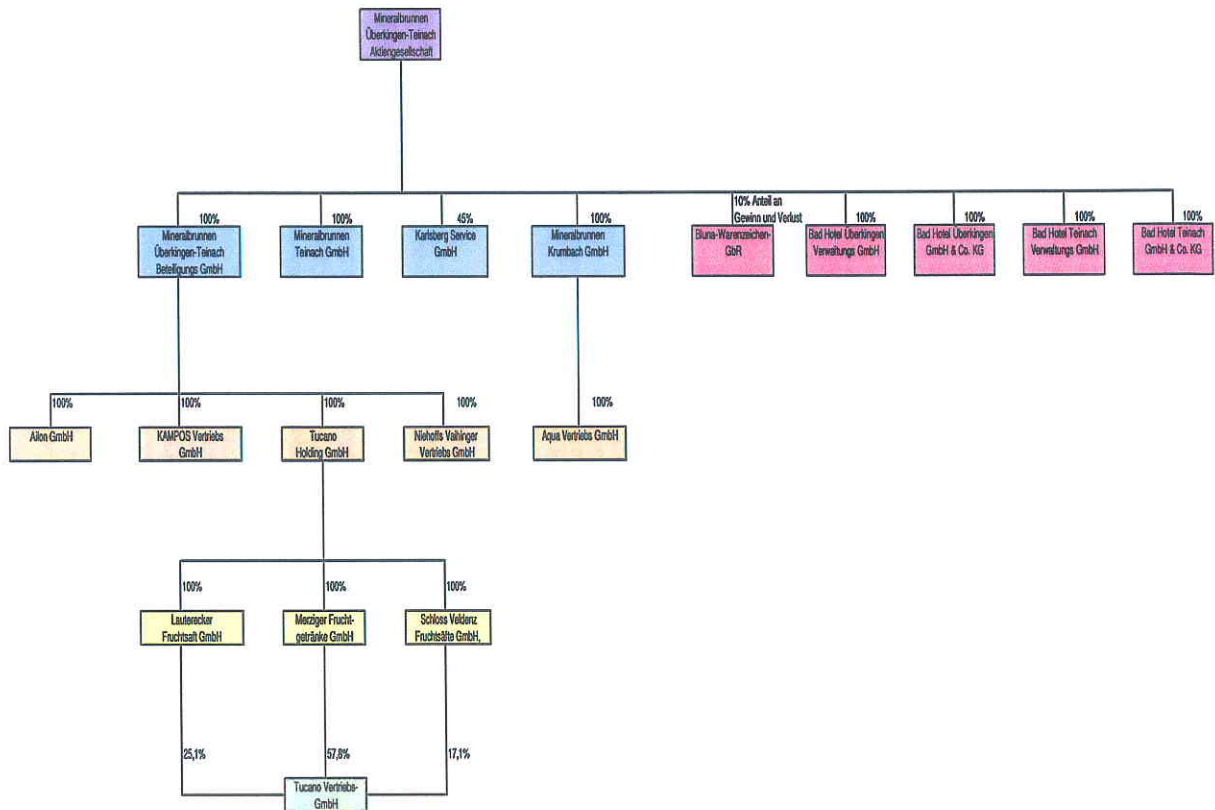 Mineralbrunnen
Überkingen-Teinach
Aktiengesellschaft
100%
Mineralbrunnen
Überkingen-Teinach
Beteiligungs GmbH
100%
Mineralbrunnen
Teinach GmbH
45%
Karlsberg Service
GmbH
100%
Mineralbrunnen
Krumbach GmbH
10% Anteil an
Gewinn und Verlust
Bluna-Warenzeichen-
GbR
100%
Bad Hotel Überkingen
Verwaltungs GmbH
100%
Bad Hotel Überkingen
GmbH & Co. KG
100%
Bad Hotel Teinach
Verwaltungs GmbH
100%
Bad Hotel Teinach
GmbH & Co. KG
100%
Ailon GmbH
100%
KAMPOS Vertriebs
GmbH
100%
Tucano
Holding GmbH
100%
Niehoffs Vaihinger
Vertriebs GmbH
100%
Aqua Vertriebs GmbH
100%
Lauterecker
Fruchtsaft GmbH
100%
Merziger Frucht-
getränke GmbH
100%
Schloss Veldenz
Fruchtsäfte GmbH,
25,1%
57,8%
17,1%
Tucano Vertriebs-
GmbH